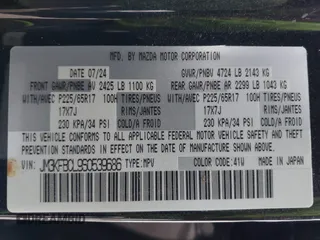 MFD. BY MAZDA MOTOR CORPORATION
DATE 07/24 GVWR/PNBV 4724 LB 2143 KG
FRONT GAWR/PNBE AV 2425 LB 1100 KG REAR GAWR/PNBE AR 2299 LB 1043 KG
WITH/AVEC P225/65R17 100H TIRES/PNEUS WITH/AVEC P225/65R17 100H TIRES/PNEUS
17X7J RIMS/JANTES 17X7J RIMS/JANTES
230 KPA/33 PSI COLD/A FROID 230 KPA/33 PSI COLD/A FROID
THIS VEHICLE CONFORMS TO ALL APPLICABLE FEDERAL MOTOR VEHICLE
SAFETY, BUMPER, AND THEFT PREVENTION STANDARDS IN EFFECT ON THE
DATE OF MANUFACTURE SHOWN ABOVE.
JM3KFBCL9S0539686 TYPE:MPV COLOR CODE: 41W MADE IN JAPAN